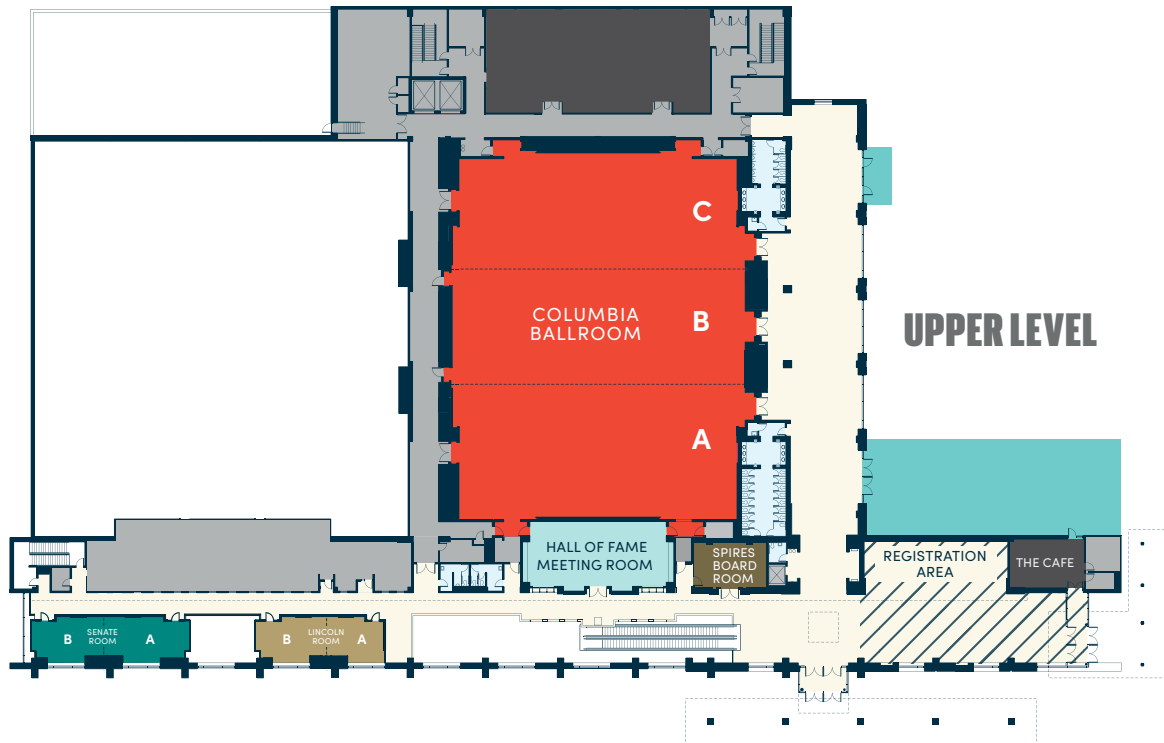 C
COLUMBIA
BALLROOM
B
UPPER LEVEL
A
HALL OF FAME
MEETING ROOM
SPIRES
BOARD
ROOM
REGISTRATION
AREA
THE CAFE
B
SENATE
ROOM
A
B
LINCOLN
ROOM
A